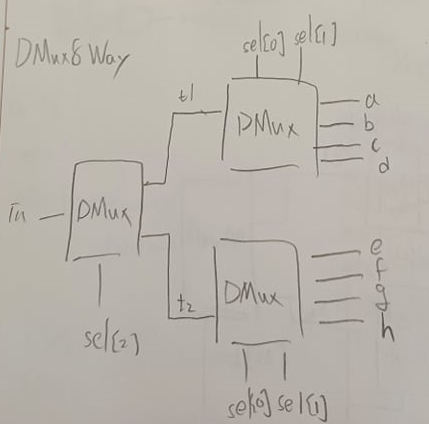 DMux8Way
sel[0] sel[1]
t1
DMux
a
b
c
d
In
DMux
sel[2]
t2
DMux
e
f
g
h
sel[0] sel[1]